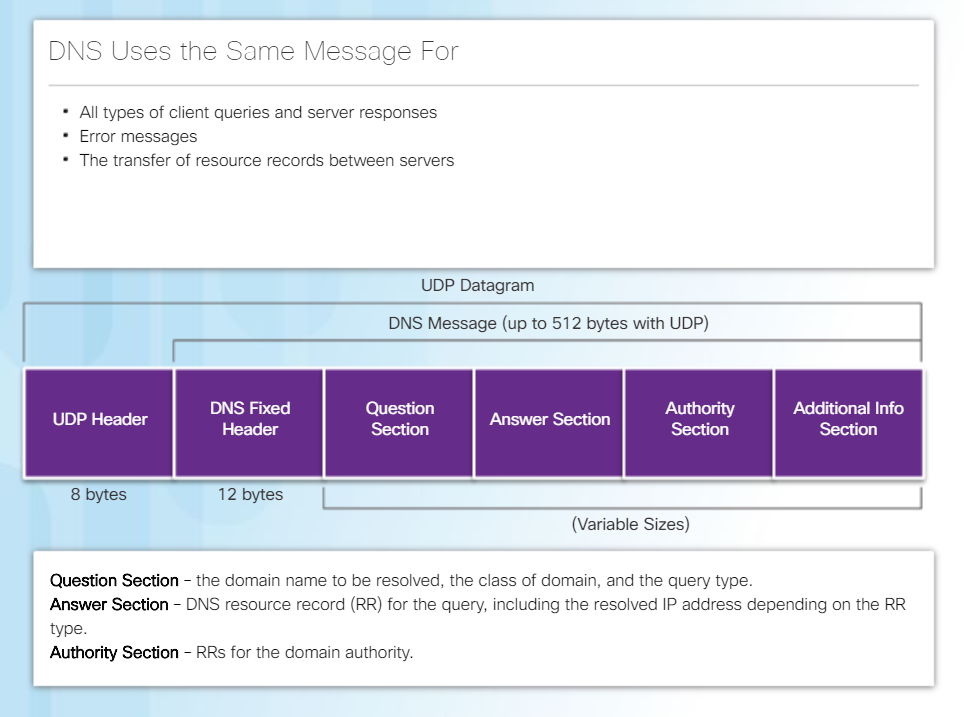 DNS Uses the Same Message For
• All types of client queries and server responses
• Error messages
• The transfer of resource records between servers
UDP Datagram
DNS Message (up to 512 bytes with UDP)
UDP Header
DNS Fixed
Header
Question
Section
Answer Section
Authority
Section
Additional Info
Section
8 bytes
12 bytes
(Variable Sizes)
Question Section – the domain name to be resolved, the class of domain, and the query type.
Answer Section – DNS resource record (RR) for the query, including the resolved IP address depending on the RR
type.
Authority Section – RRs for the domain authority.